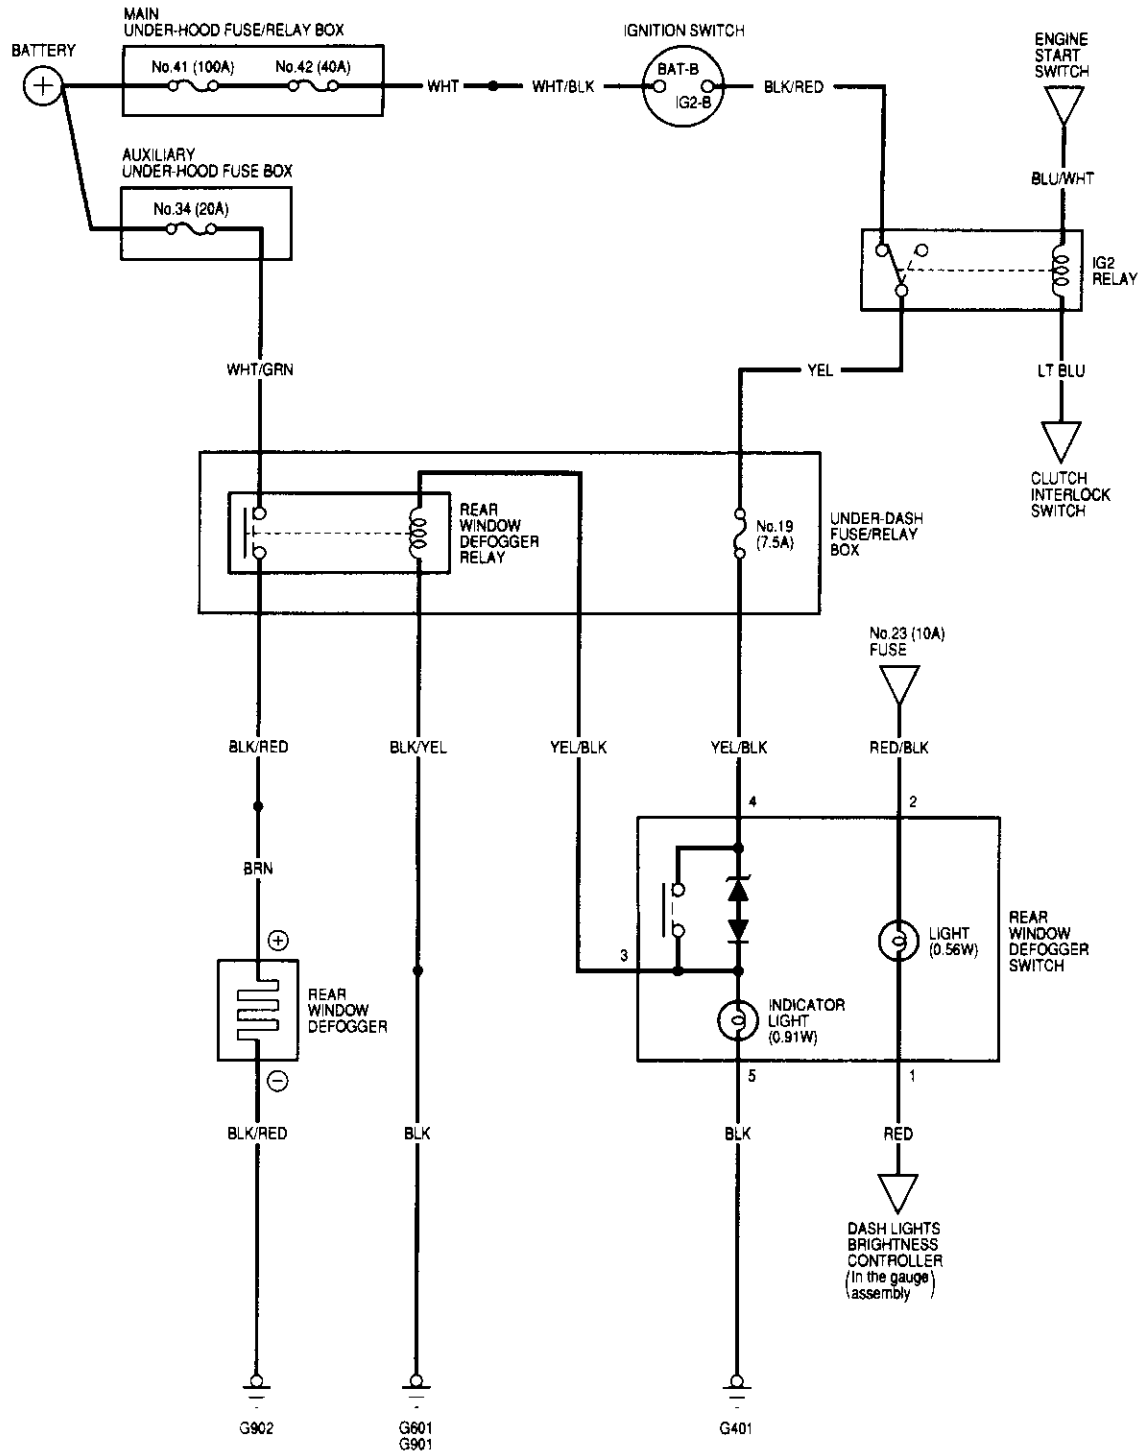 MAIN
UNDER-HOOD FUSE/RELAY BOX
BATTERY
No.41 (100A)
No.42 (40A)
WHT
WHT/BLK
IGNITION SWITCH
BAT-B
IG2-B
BLK/RED
ENGINE
START
SWITCH
BLU/WHT
AUXILIARY
UNDER-HOOD FUSE BOX
No.34 (20A)
IG2
RELAY
WHT/GRN
YEL
LT BLU
CLUTCH
INTERLOCK
SWITCH
REAR
WINDOW
DEFOGGER
RELAY
No.19
(7.5A)
UNDER-DASH
FUSE/RELAY
BOX
No.23 (10A)
FUSE
BLK/RED
BLK/YEL
YEL/BLK
YEL/BLK
RED/BLK
4
2
BRN
+
3
LIGHT
(0.56W)
REAR
WINDOW
DEFOGGER
SWITCH
REAR
WINDOW
DEFOGGER
INDICATOR
LIGHT
(0.91W)
−
5
1
BLK/RED
BLK
BLK
RED
DASH LIGHTS
BRIGHTNESS
CONTROLLER
(In the gauge
assembly)
G902
G601
G901
G401